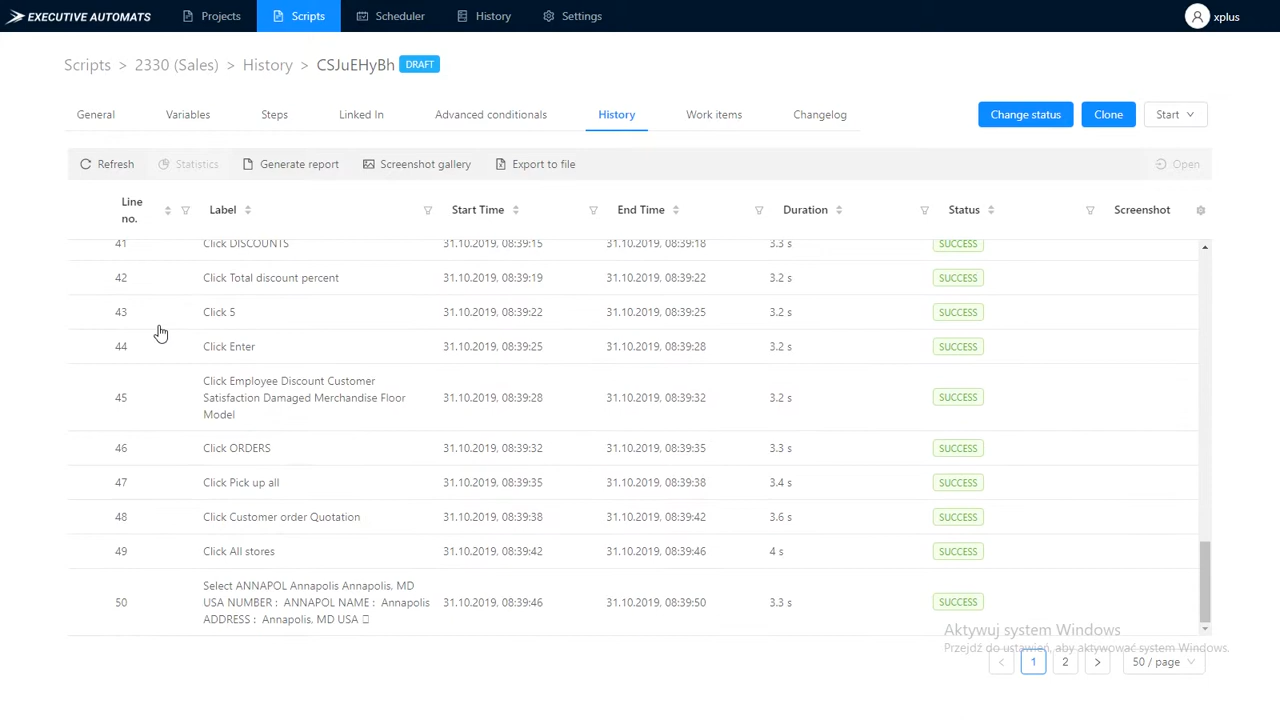 EXECUTIVE AUTOMATS Projects Scripts Scheduler History Settings xplus
Scripts > 2330 (Sales) > History > CSJuEHyBh DRAFT
General Variables Steps Linked In Advanced conditionals History Work items Changelog Change status Clone Start
Refresh Statistics Generate report Screenshot gallery Export to file Open
Line no. Label Start Time End Time Duration Status Screenshot
41 Click DISCOUNTS 31.10.2019, 08:39:15 31.10.2019, 08:39:18 3.3 s SUCCESS
42 Click Total discount percent 31.10.2019, 08:39:19 31.10.2019, 08:39:22 3.2 s SUCCESS
43 Click 5 31.10.2019, 08:39:22 31.10.2019, 08:39:25 3.2 s SUCCESS
44 Click Enter 31.10.2019, 08:39:25 31.10.2019, 08:39:28 3.2 s SUCCESS
Click Employee Discount Customer
45 Satisfaction Damaged Merchandise Floor 31.10.2019, 08:39:28 31.10.2019, 08:39:32 3.2 s SUCCESS
Model
46 Click ORDERS 31.10.2019, 08:39:32 31.10.2019, 08:39:35 3.3 s SUCCESS
47 Click Pick up all 31.10.2019, 08:39:35 31.10.2019, 08:39:38 3.4 s SUCCESS
48 Click Customer order Quotation 31.10.2019, 08:39:38 31.10.2019, 08:39:42 3.6 s SUCCESS
49 Click All stores 31.10.2019, 08:39:42 31.10.2019, 08:39:46 4 s SUCCESS
Select ANNAPOL Annapolis Annapolis, MD
50 USA NUMBER : ANNAPOL NAME : Annapolis 31.10.2019, 08:39:46 31.10.2019, 08:39:50 3.3 s SUCCESS
ADDRESS : Annapolis, MD USA
Aktywuj system Windows
Przejdź do ustawień, aby aktywować system Windows.
1 2 50 / page